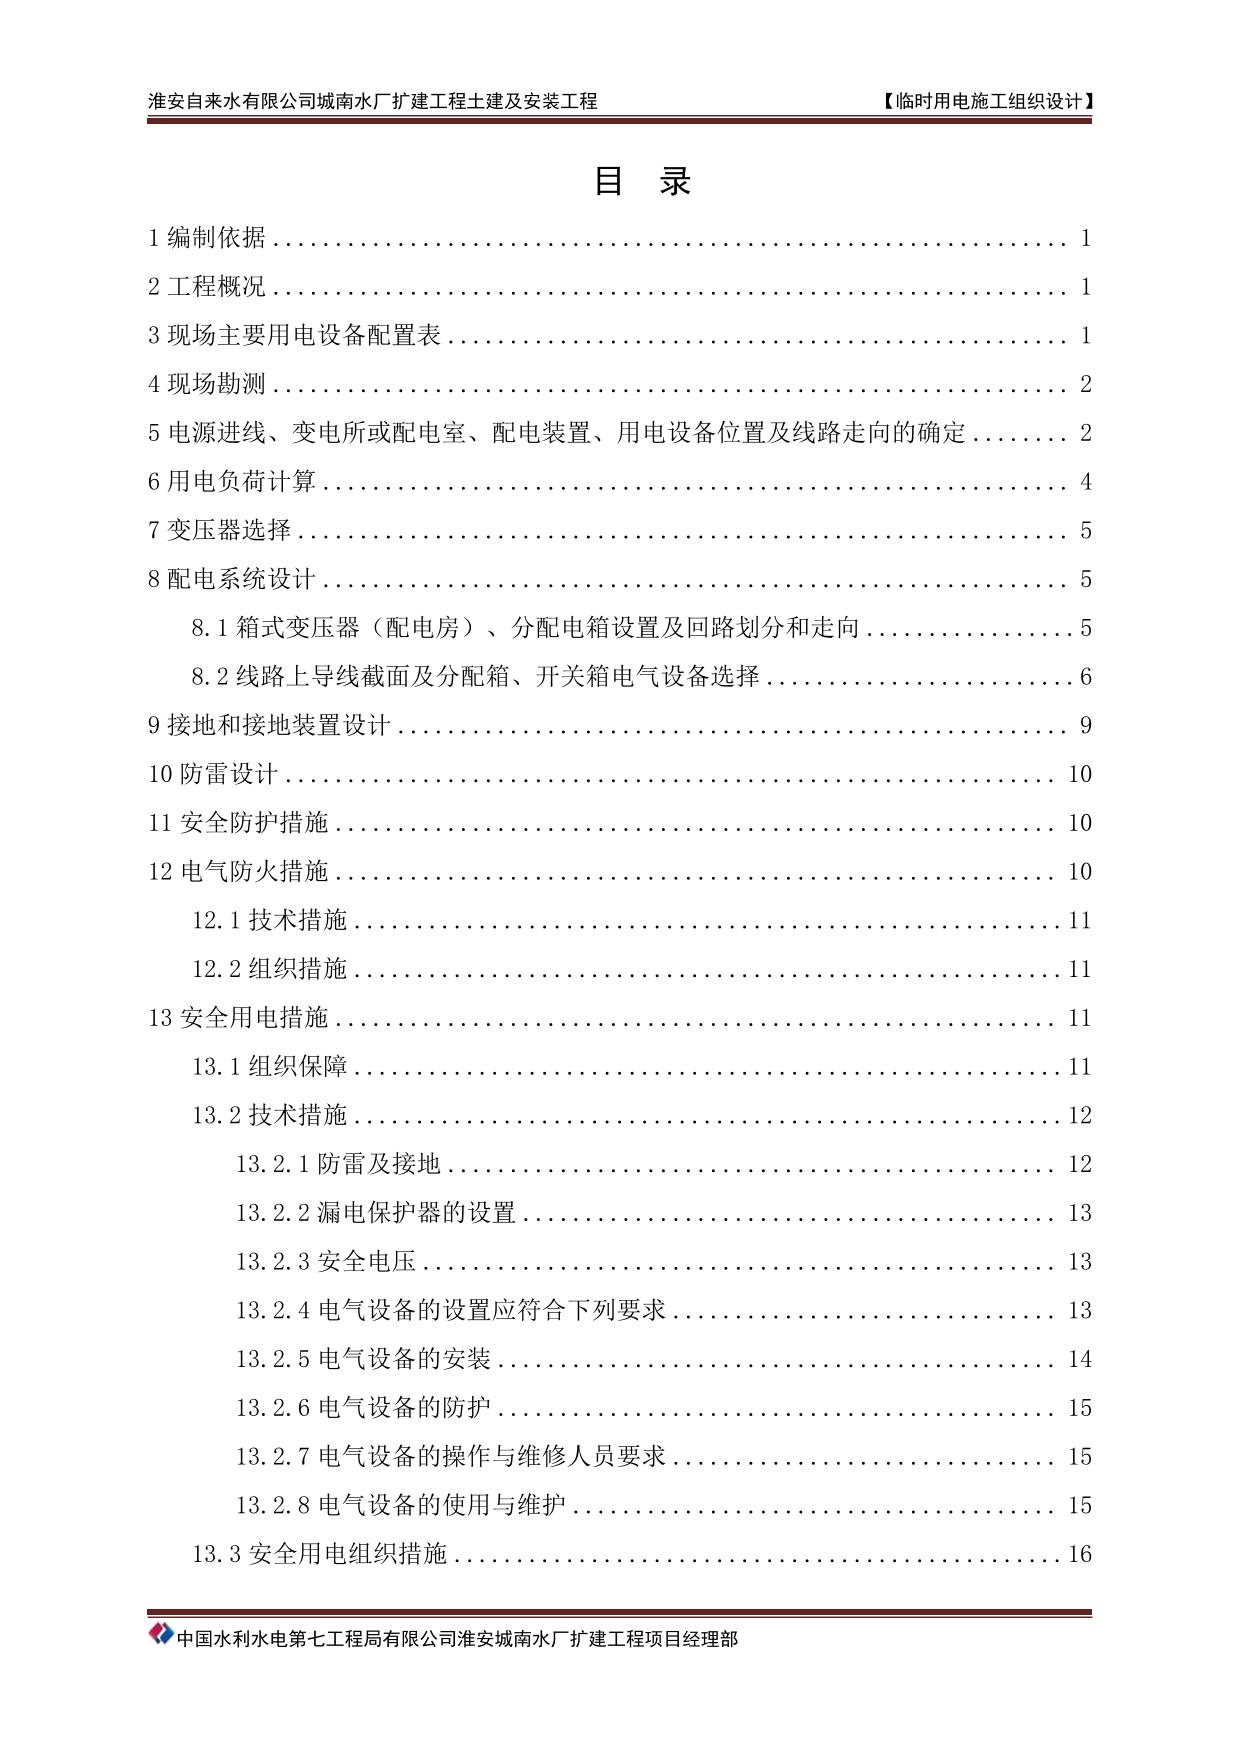 淮安自来水有限公司城南水厂扩建工程土建及安装工程 【临时用电施工组织设计】
目 录
1 编制依据 ................................................................ 1
2 工程概况 ................................................................ 1
3 现场主要用电设备配置表 .................................................. 1
4 现场勘测 ................................................................ 2
5 电源进线、变电所或配电室、配电装置、用电设备位置及线路走向的确定 ........ 2
6 用电负荷计算 ............................................................ 4
7 变压器选择 .............................................................. 5
8 配电系统设计 ............................................................ 5
8.1 箱式变压器（配电房）、分配电箱设置及回路划分和走向 .................5
8.2 线路上导线截面及分配箱、开关箱电气设备选择 .........................6
9 接地和接地装置设计 ...................................................... 9
10 防雷设计 .............................................................. 10
11 安全防护措施 .......................................................... 10
12 电气防火措施 .......................................................... 10
12.1 技术措施 .........................................................11
12.2 组织措施 .........................................................11
13 安全用电措施 .......................................................... 11
13.1 组织保障 .........................................................11
13.2 技术措施 .........................................................12
13.2.1 防雷及接地 ................................................. 12
13.2.2 漏电保护器的设置 ........................................... 13
13.2.3 安全电压 ................................................... 13
13.2.4 电气设备的设置应符合下列要求 ............................... 13
13.2.5 电气设备的安装 ............................................. 14
13.2.6 电气设备的防护 ............................................. 15
13.2.7 电气设备的操作与维修人员要求 ............................... 15
13.2.8 电气设备的使用与维护 ....................................... 15
13.3 安全用电组织措施 .................................................16
中国水利水电第七工程局有限公司淮安城南水厂扩建工程项目经理部